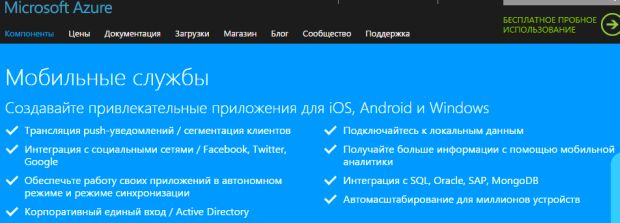 Microsoft Azure
БЕСПЛАТНОЕ ПРОБНОЕ
ИСПОЛЬЗОВАНИЕ
Компоненты Цены Документация Загрузки Магазин Блог Сообщество Поддержка
Мобильные службы
Создавайте привлекательные приложения для iOS, Android и Windows
Трансляция push-уведомлений / сегментация клиентов
Интеграция с социальными сетями / Facebook, Twitter,
Google
Обеспечьте работу своих приложений в автономном
режиме и режиме синхронизации
Корпоративный единый вход / Active Directory
Подключайтесь к локальным данным
Получайте больше информации с помощью мобильной
аналитики
Интеграция с SQL, Oracle, SAP, MongoDB
Автомасштабирование для миллионов устройств